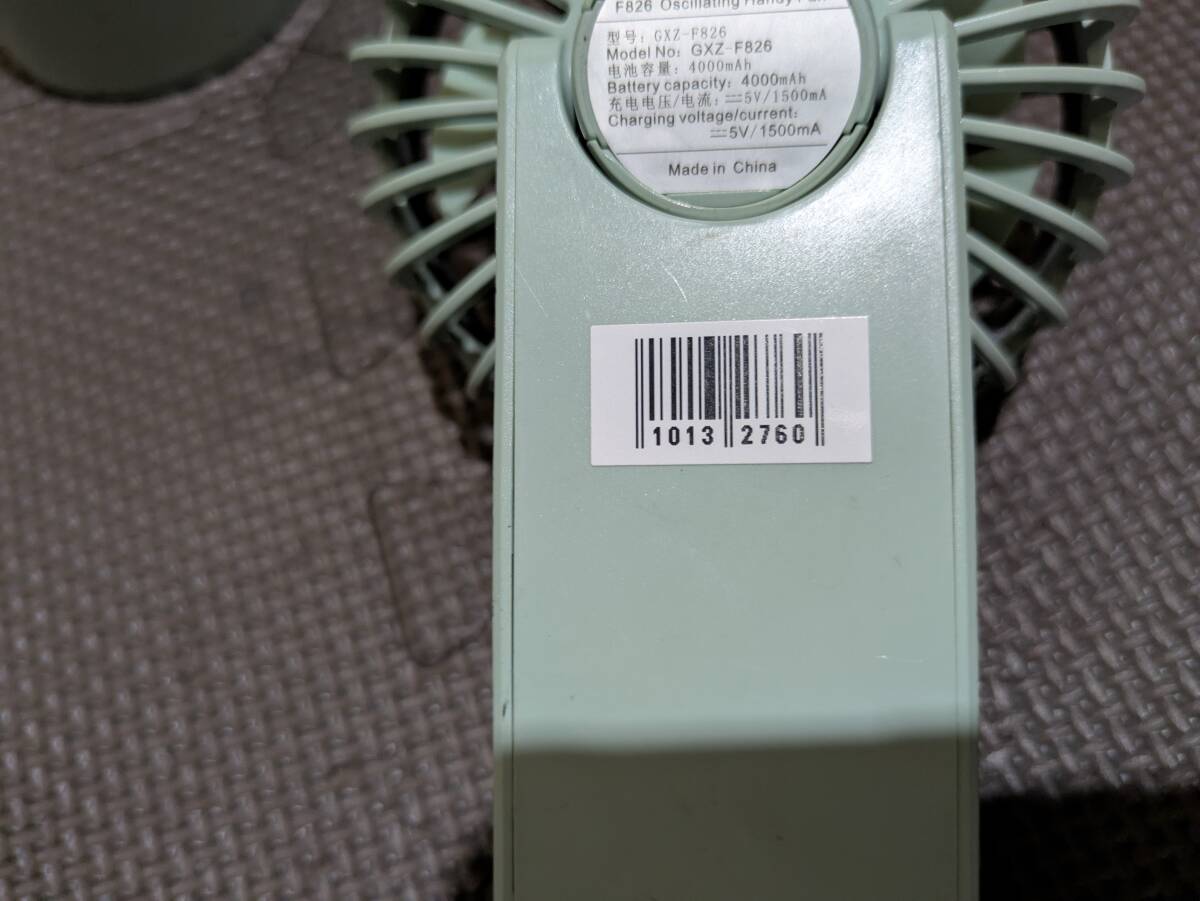 F826 Oscillating Handy Fan
型号：GXZ-F826
Model No：GXZ-F826
电池容量：4000mAh
Battery capacity：4000mAh
充电电压/电流：⎓5V/1500mA
Charging voltage/current：
⎓5V/1500mA
Made in China
1013 2760